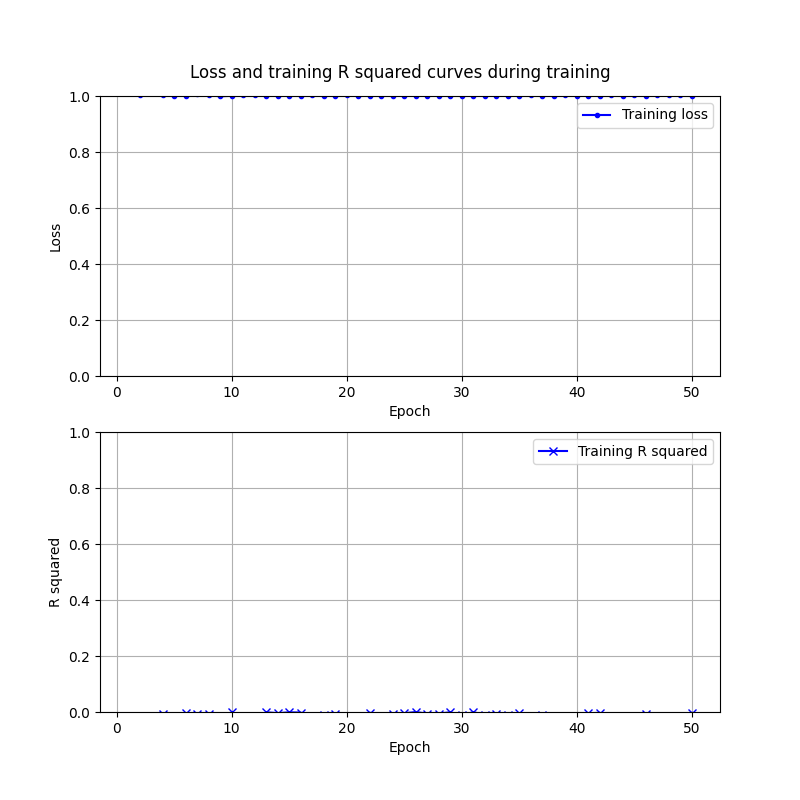 Loss and training R squared curves during training
1.0
0.8
0.6
0.4
0.2
0.0
Loss
Training loss
0 10 20 30 40 50
Epoch
1.0
0.8
0.6
0.4
0.2
0.0
R squared
Training R squared
0 10 20 30 40 50
Epoch